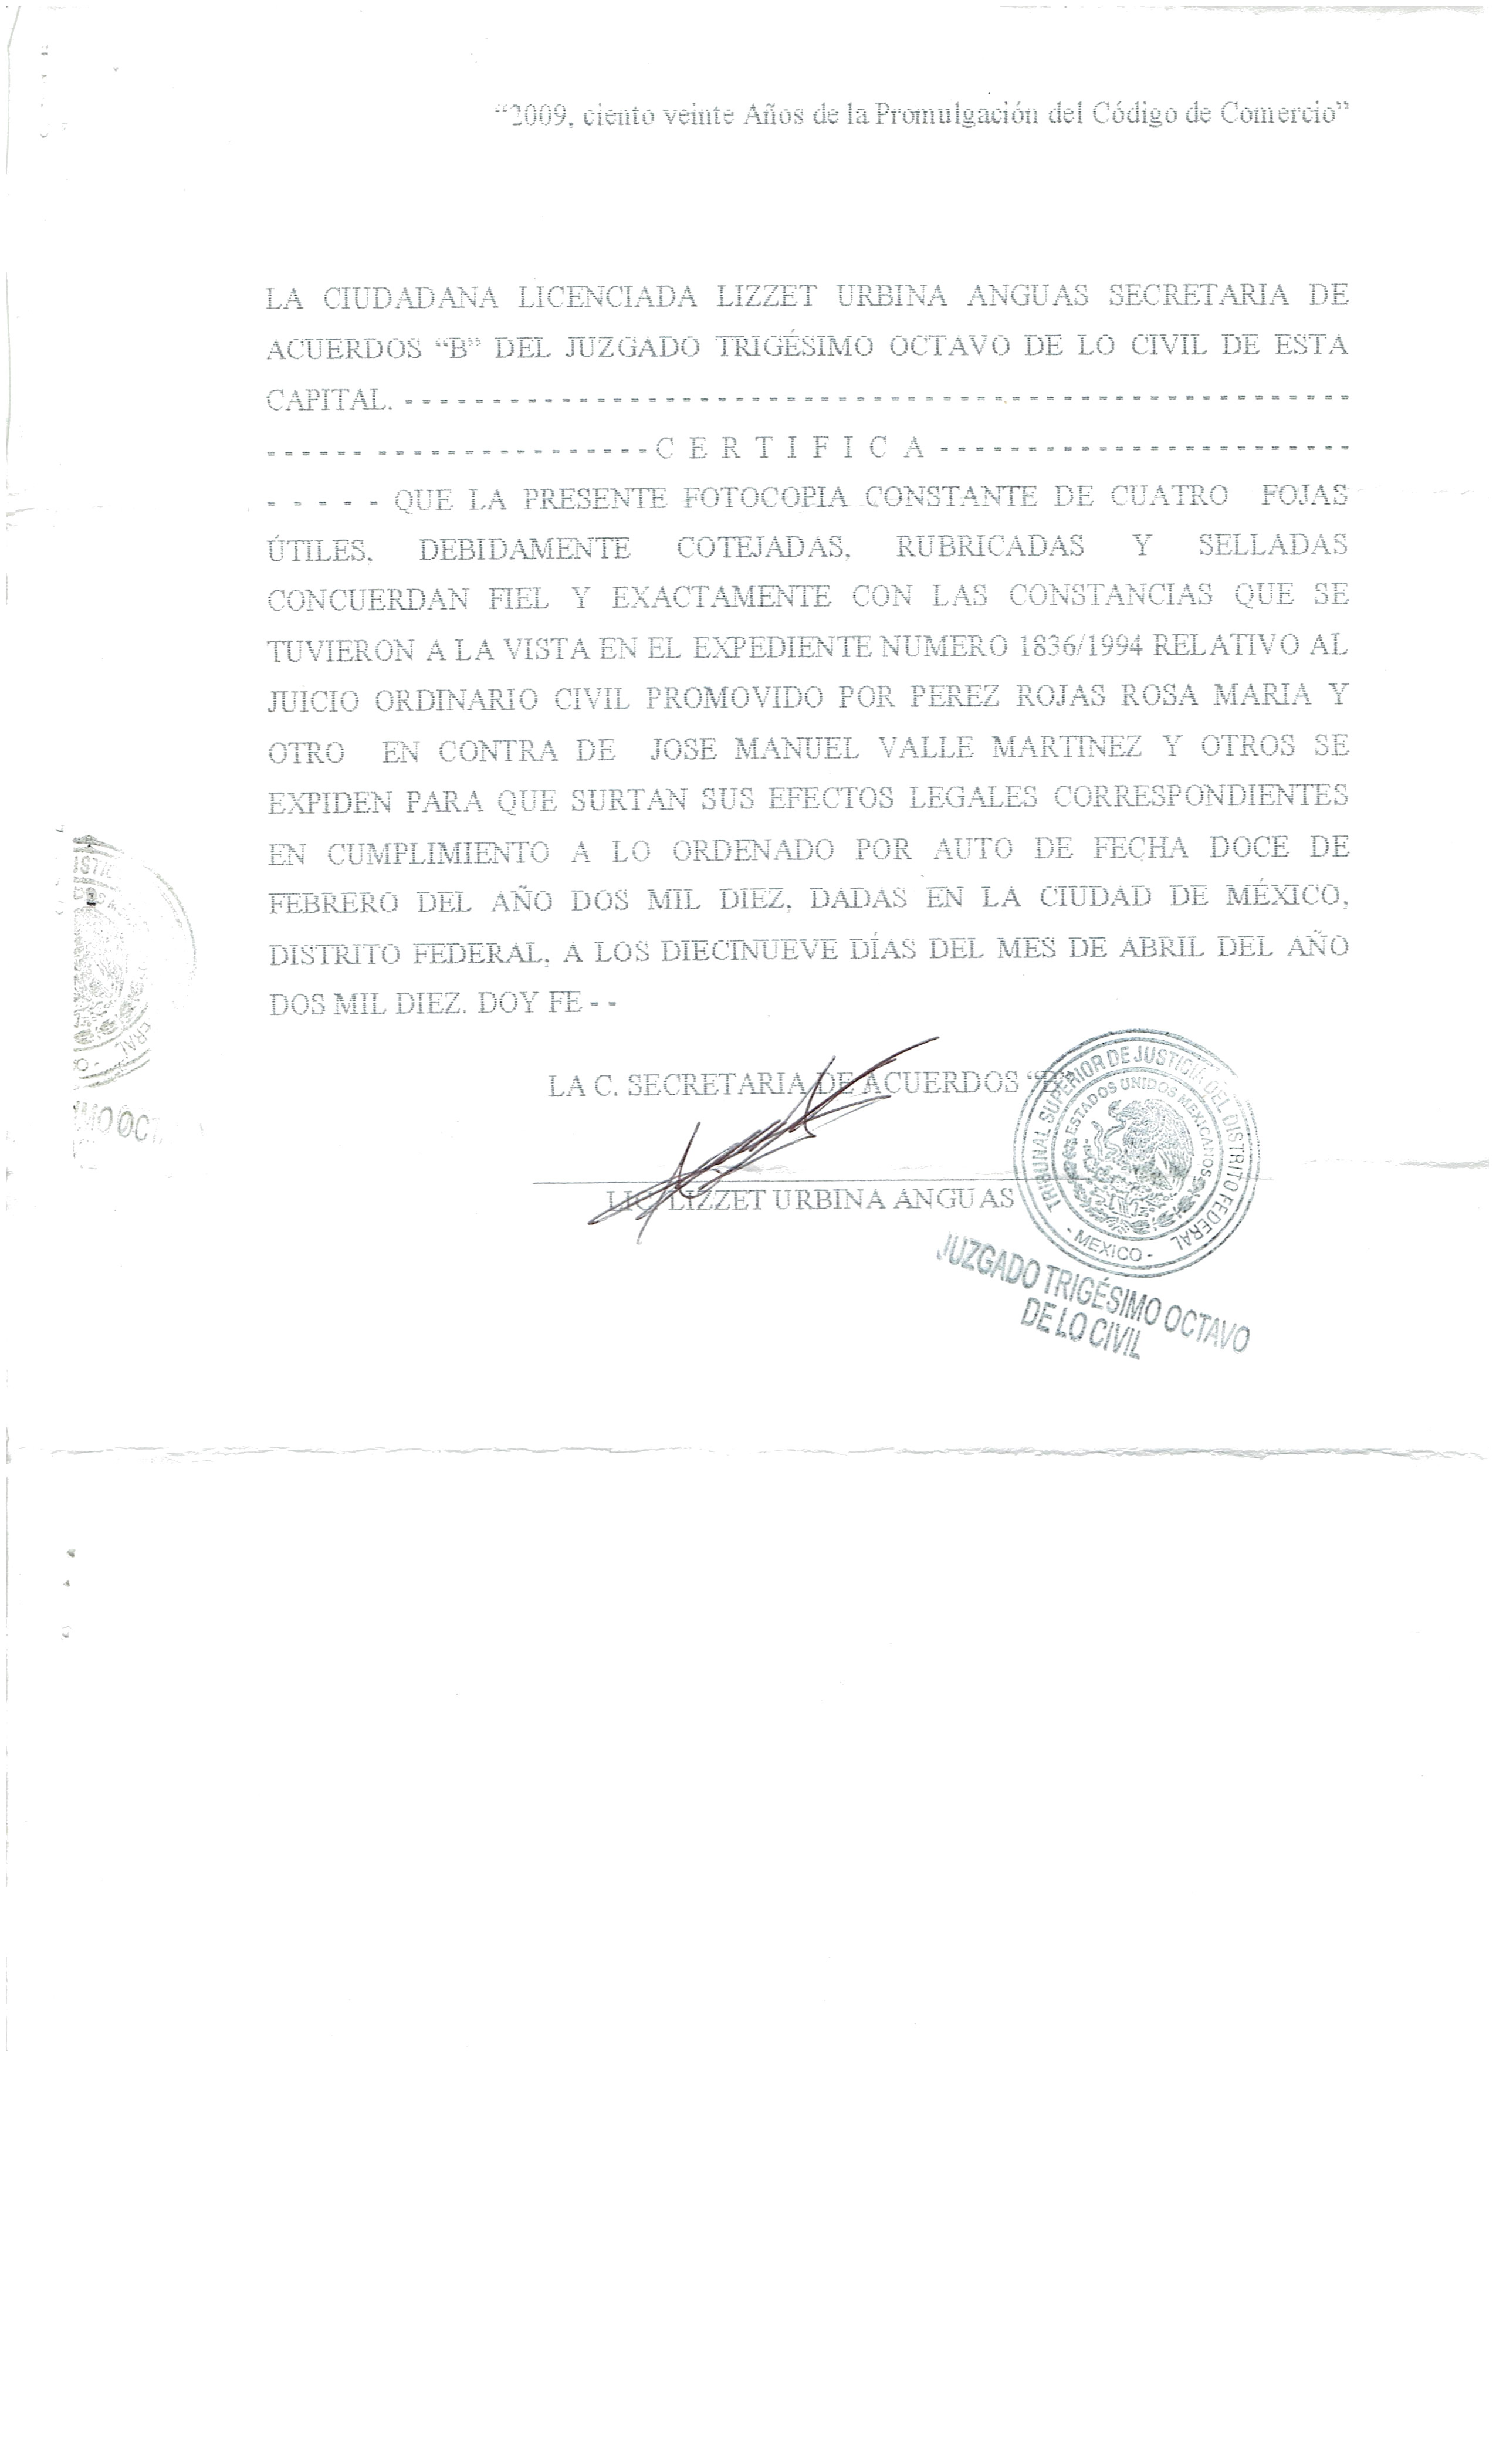 “2009, ciento veinte Años de la Promulgación del Código de Comercio”
LA CIUDADANA LICENCIADA LIZZET URBINA ANGUAS SECRETARIA DE
ACUERDOS “B” DEL JUZGADO TRIGÉSIMO OCTAVO DE LO CIVIL DE ESTA
CAPITAL. - - - - - - - - - - - - - - - - - - - - - - - - - - - - - - - - - - - - - - - - - - - - - - - - - - - - - -
- - - - - - - - - - - - - - - - - - - - - - C E R T I F I C A - - - - - - - - - - - - - - - - - - - - - - - -
- - - - - QUE LA PRESENTE FOTOCOPIA CONSTANTE DE CUATRO FOJAS
ÚTILES, DEBIDAMENTE COTEJADAS, RUBRICADAS Y SELLADAS
CONCUERDAN FIEL Y EXACTAMENTE CON LAS CONSTANCIAS QUE SE
TUVIERON A LA VISTA EN EL EXPEDIENTE NUMERO 1836/1994 RELATIVO AL
JUICIO ORDINARIO CIVIL PROMOVIDO POR PEREZ ROJAS ROSA MARIA Y
OTRO EN CONTRA DE JOSE MANUEL VALLE MARTINEZ Y OTROS SE
EXPIDEN PARA QUE SURTAN SUS EFECTOS LEGALES CORRESPONDIENTES
EN CUMPLIMIENTO A LO ORDENADO POR AUTO DE FECHA DOCE DE
FEBRERO DEL AÑO DOS MIL DIEZ. DADAS EN LA CIUDAD DE MÉXICO,
DISTRITO FEDERAL, A LOS DIECINUEVE DÍAS DEL MES DE ABRIL DEL AÑO
DOS MIL DIEZ. DOY FE - -
LA C. SECRETARIA DE ACUERDOS “B”
LIC. LIZZET URBINA ANGUAS
TRIBUNAL SUPERIOR DE JUSTICIA DEL DISTRITO FEDERAL
ESTADOS UNIDOS MEXICANOS
- MEXICO -
JUZGADO TRIGÉSIMO OCTAVO
DE LO CIVIL